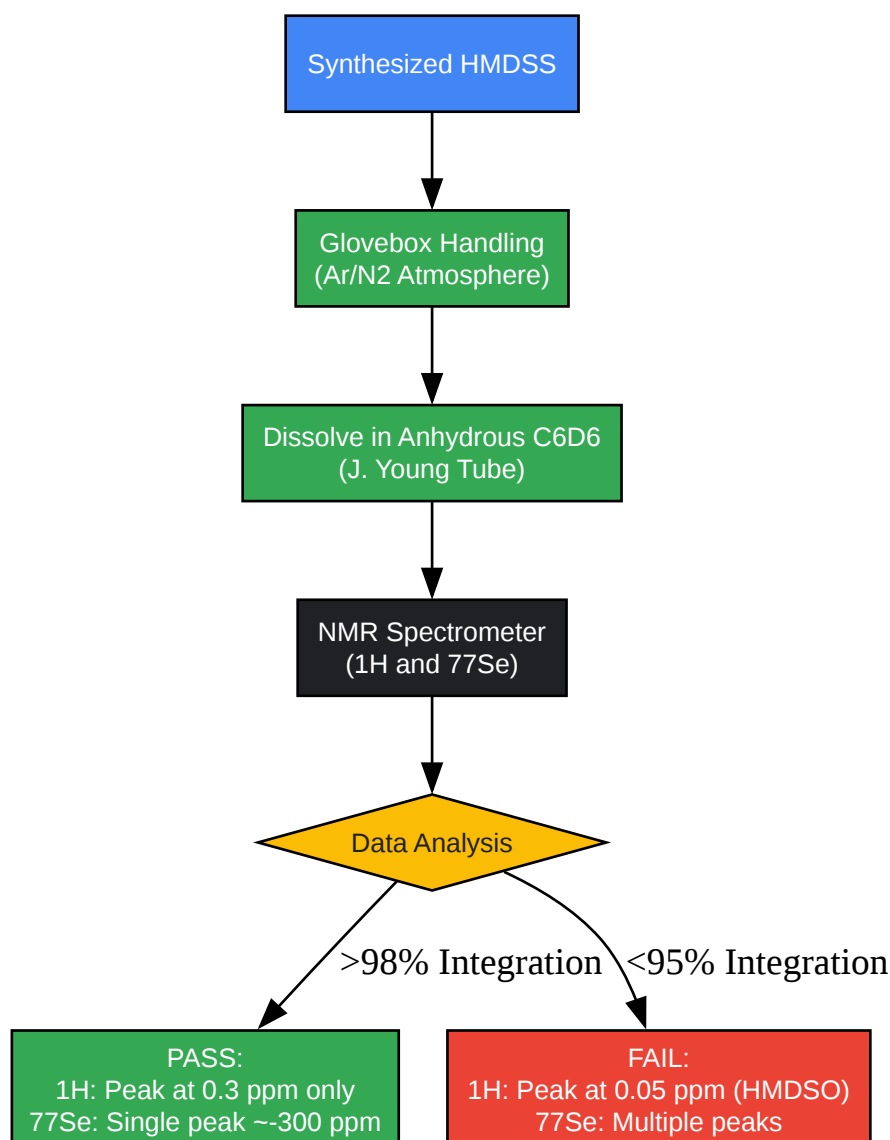 Synthesized HMDSS
Glovebox Handling
(Ar/N2 Atmosphere)
Dissolve in Anhydrous C6D6
(J. Young Tube)
NMR Spectrometer
(1H and 77Se)
Data Analysis
>98% Integration
<95% Integration
PASS:
1H: Peak at 0.3 ppm only
77Se: Single peak ~-300 ppm
FAIL:
1H: Peak at 0.05 ppm (HMDSO)
77Se: Multiple peaks